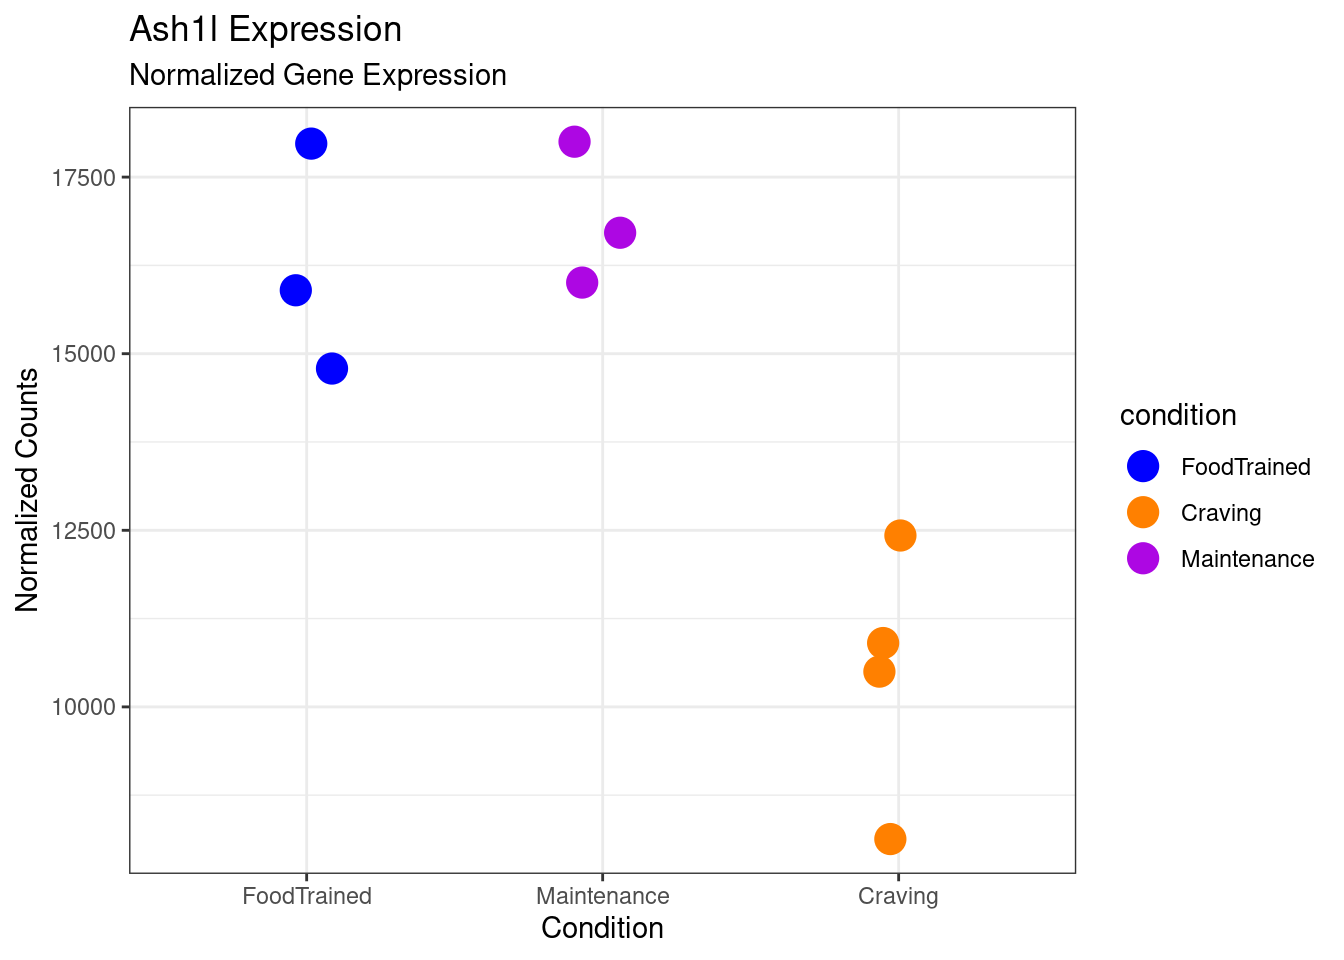 Ash1l Expression
Normalized Gene Expression
Normalized Counts
17500
15000
12500
10000
FoodTrained
Maintenance
Craving
Condition
condition
FoodTrained
Craving
Maintenance